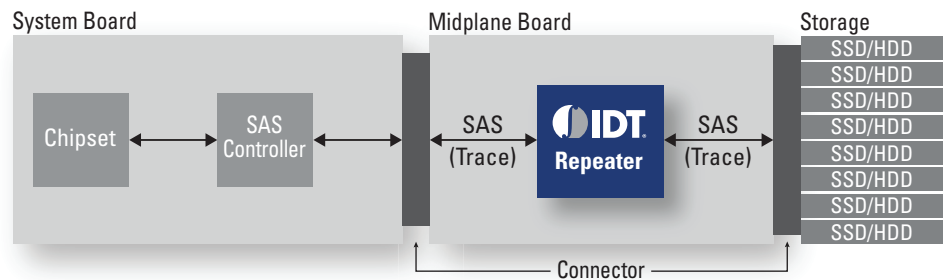 System Board
Midplane Board
Storage
Chipset
SAS
Controller
SAS
(Trace)
IDT
Repeater
SAS
(Trace)
SSD/HDD
SSD/HDD
SSD/HDD
SSD/HDD
SSD/HDD
SSD/HDD
SSD/HDD
SSD/HDD
Connector